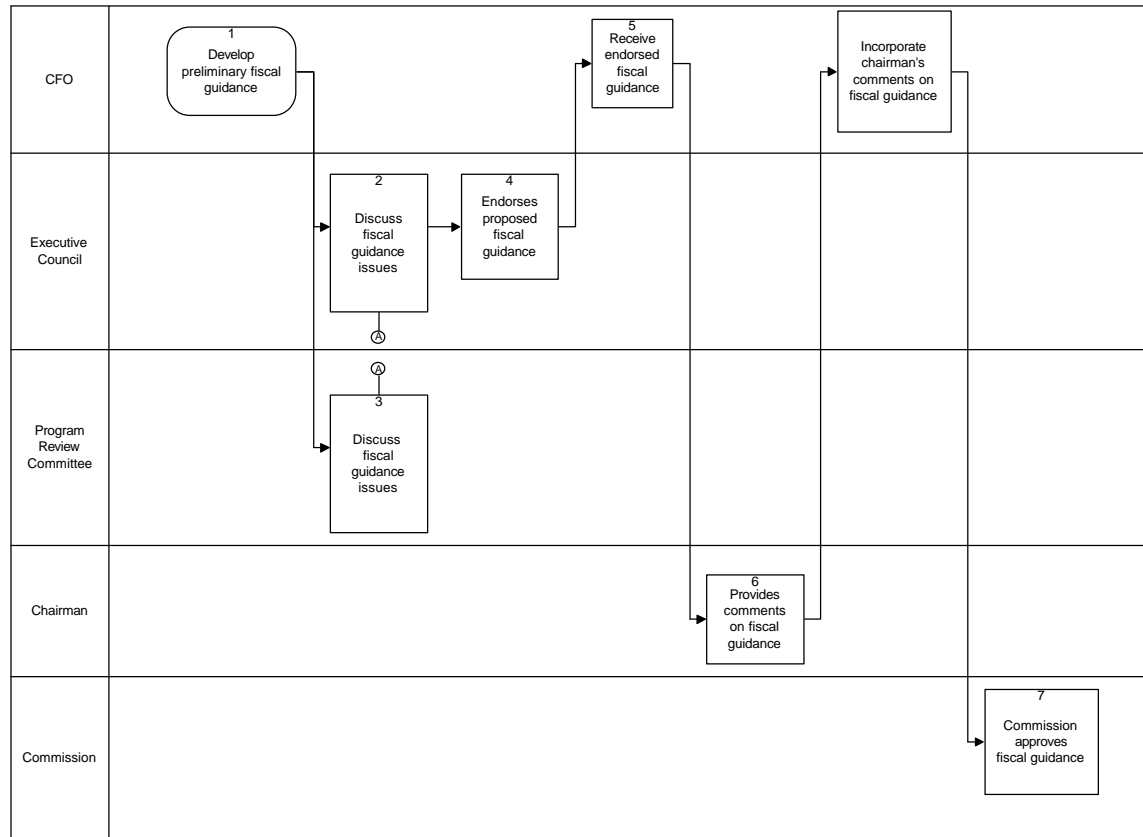 CFO
1
Develop
preliminary fiscal
guidance
5
Receive
endorsed
fiscal
guidance
Incorporate
chairman's
comments on
fiscal guidance
Executive
Council
2
Discuss
fiscal
guidance
issues
4
Endorses
proposed
fiscal
guidance
A
Program
Review
Committee
A
3
Discuss
fiscal
guidance
issues
Chairman
6
Provides
comments
on fiscal
guidance
Commission
7
Commission
approves
fiscal guidance